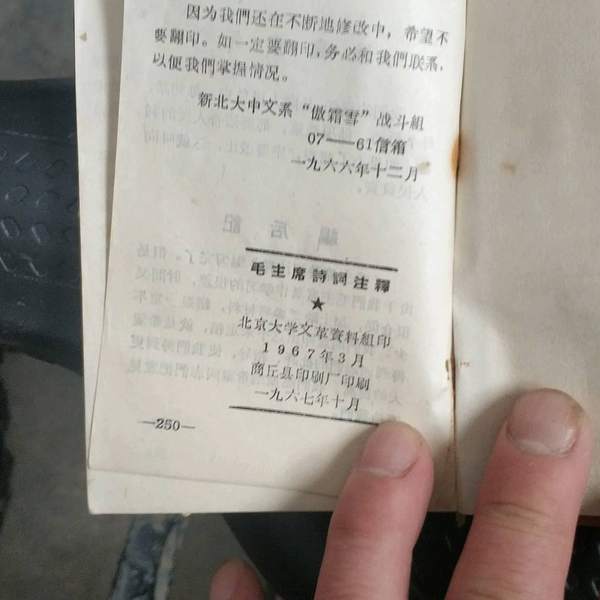 因为我們还在不断地修改中，希望不
要翻印。如一定要翻印，务必和我們联系，
以便我們掌握情况。
新北大中文系“傲霜雪”战斗組
07——61信箱
一九六六年十二月
毛主席詩詞注釋
★
北京大学文革資料組印
1967年3月
商丘县印刷厂印刷
一九六七年十月
—250—